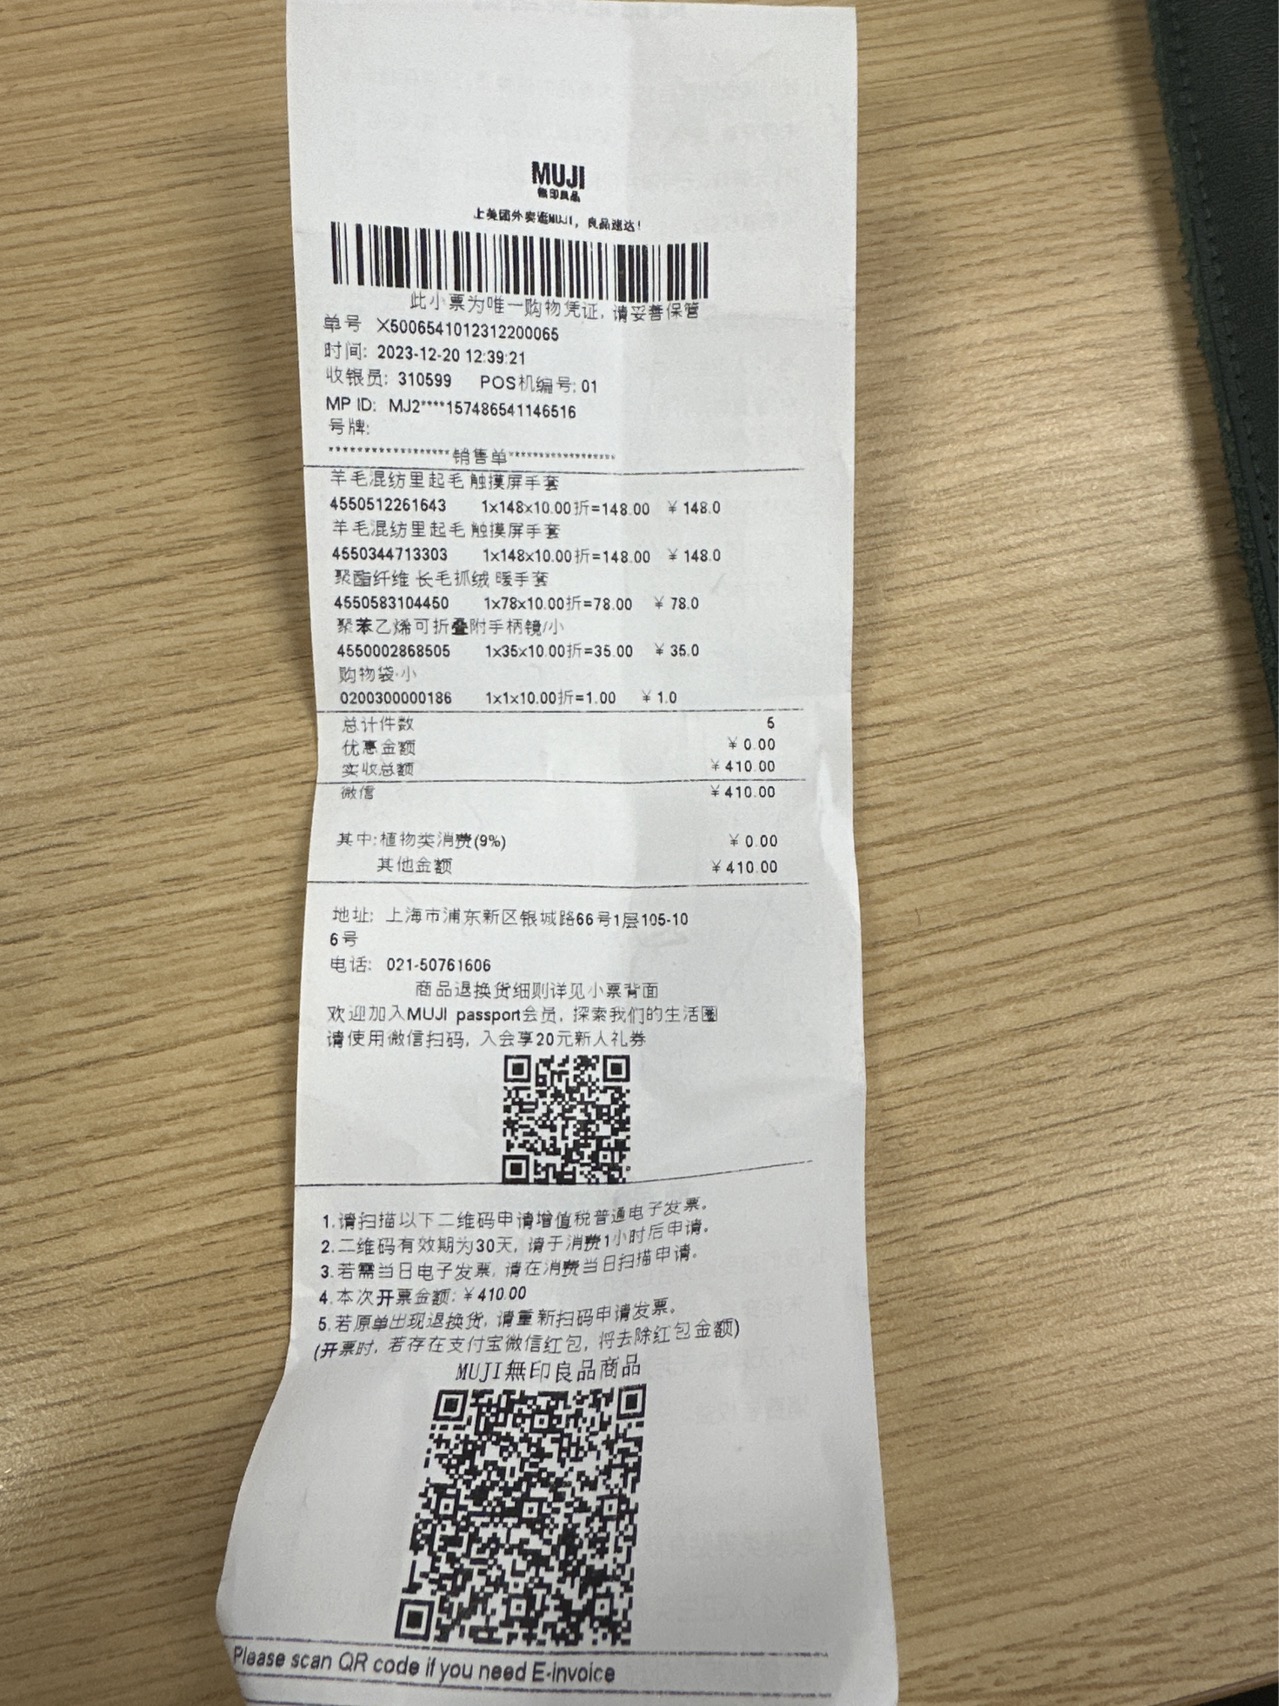 MUJI
無印良品
上美团外卖逛MUJI，良品速达！
此小票为唯一购物凭证, 请妥善保管
单号 X5006541012312200065
时间: 2023-12-20 12:39:21
收银员: 310599 POS机编号: 01
MP ID: MJ2****157486541146516
号牌:
********************销售单******************
羊毛混纺里起毛 触摸屏手套
4550512261643 1x148x10.00折=148.00 ￥148.0
羊毛混纺里起毛 触摸屏手套
4550344713303 1x148x10.00折=148.00 ￥148.0
聚酯纤维 长毛抓绒 暖手套
4550583104450 1x78x10.00折=78.00 ￥78.0
聚苯乙烯可折叠附手柄镜/小
4550002868505 1x35x10.00折=35.00 ￥35.0
购物袋·小
0200300000186 1x1x10.00折=1.00 ￥1.0
总计件数 5
优惠金额 ￥0.00
实收总额 ￥410.00
微信 ￥410.00
其中:植物类消费(9%) ￥0.00
其他金额 ￥410.00
地址: 上海市浦东新区银城路66号1层105-10
6号
电话: 021-50761606
商品退换货细则详见小票背面
欢迎加入MUJI passport会员, 探索我们的生活圈
请使用微信扫码, 入会享20元新人礼券
1.请扫描以下二维码申请增值税普通电子发票。
2.二维码有效期为30天, 请于消费1小时后申请。
3.若需当日电子发票, 请在消费当日扫描申请。
4.本次开票金额: ￥410.00
5.若原单出现退换货, 请重新扫码申请发票。
(开票时, 若存在支付宝微信红包, 将去除红包金额)
MUJI無印良品商品
Please scan QR code if you need E-invoice